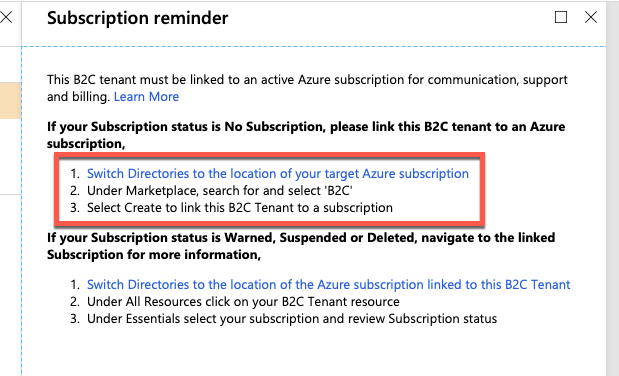 Subscription reminder
This B2C tenant must be linked to an active Azure subscription for communication, support
and billing. Learn More
If your Subscription status is No Subscription, please link this B2C tenant to an Azure
subscription,
1. Switch Directories to the location of your target Azure subscription
2. Under Marketplace, search for and select 'B2C'
3. Select Create to link this B2C Tenant to a subscription
If your Subscription status is Warned, Suspended or Deleted, navigate to the linked
Subscription for more information,
1. Switch Directories to the location of the Azure subscription linked to this B2C Tenant
2. Under All Resources click on your B2C Tenant resource
3. Under Essentials select your subscription and review Subscription status